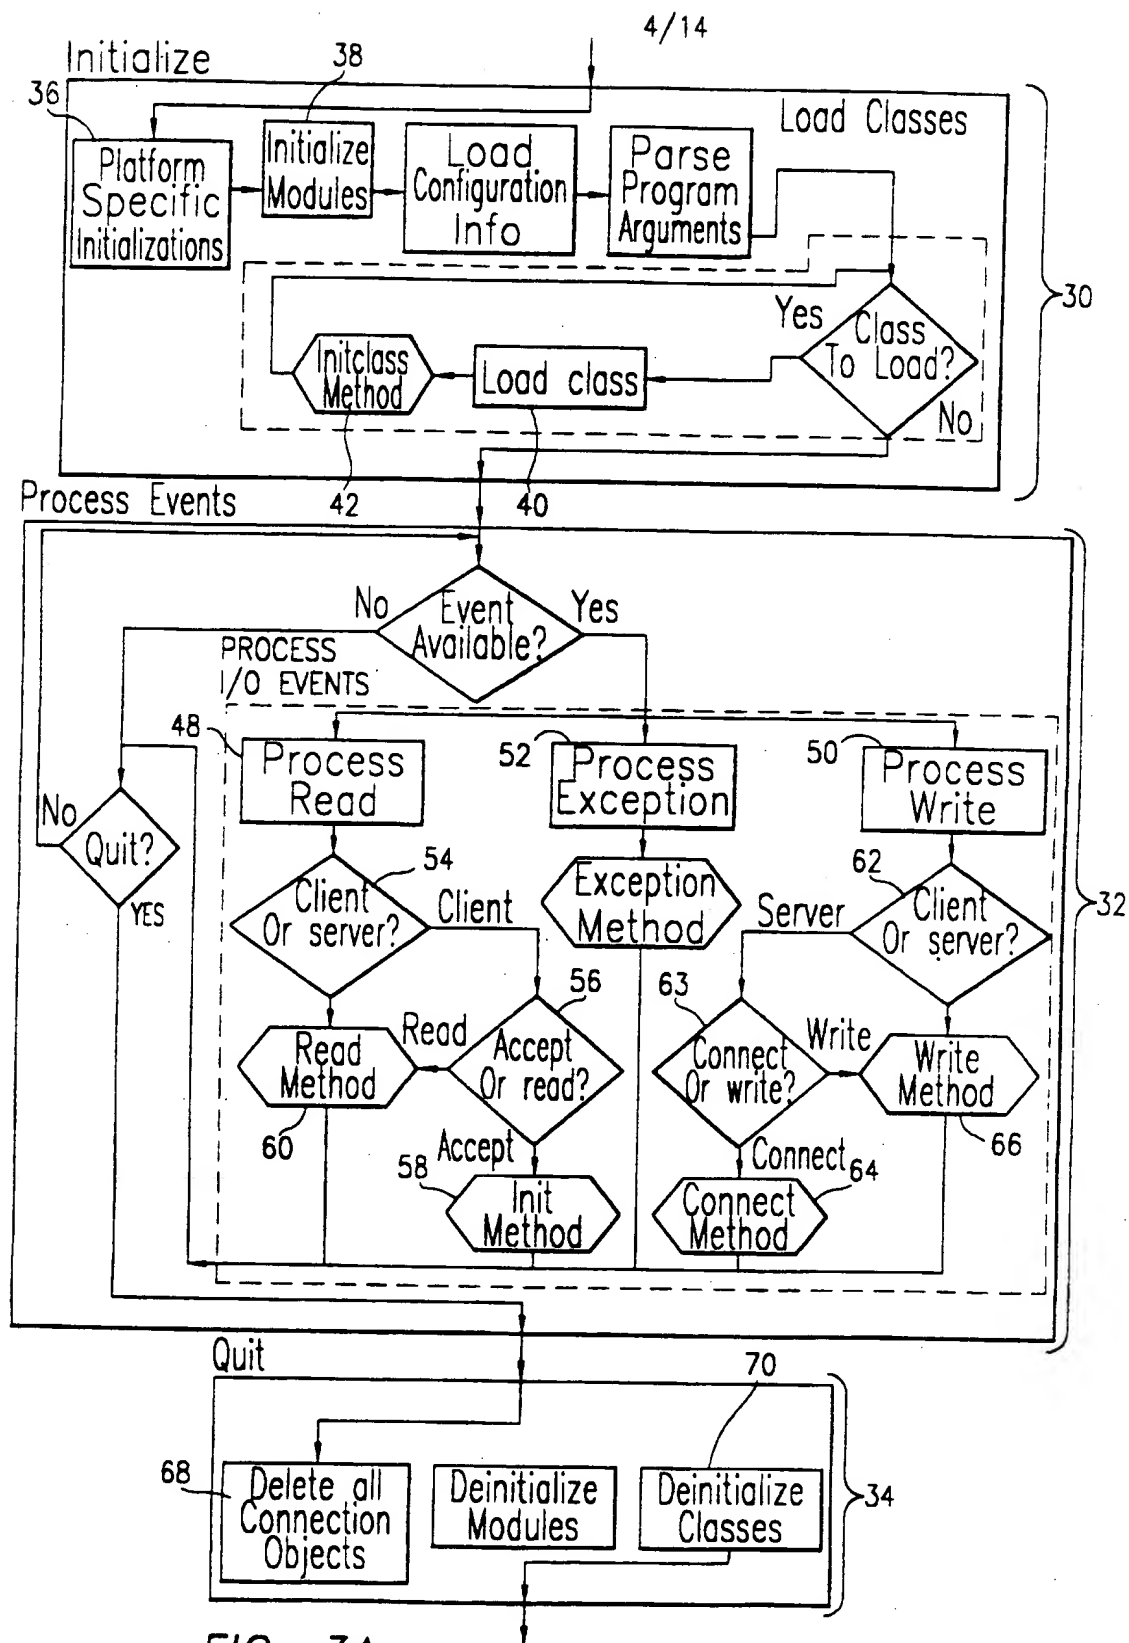 4/14
Initialize
38
36
Load Classes
Platform
Specific
Initializations
Initialize
Modules
Load
Configuration
Info
Parse
Program
Arguments
30
Yes
Class
To Load?
No
Initclass
Method
Load class
42
40
Process Events
No
Event
Available?
Yes
PROCESS
/O EVENTS
48
Process
Read
52
Process
Exception
50
Process
Write
No
Quit?
YES
54
Client
Or server?
Client
Exception
Method
62
Server
Client
Or server?
32
56
63
Read
Method
Read
Accept
Or read?
Connect
Or write?
Write
Write
Method
60
Accept
58
Init
Method
Connect
64
Connect
Method
66
Quit
70
68
Delete all
Connection
Objects
Deinitialize
Modules
Deinitialize
Classes
34
FIG. 3A